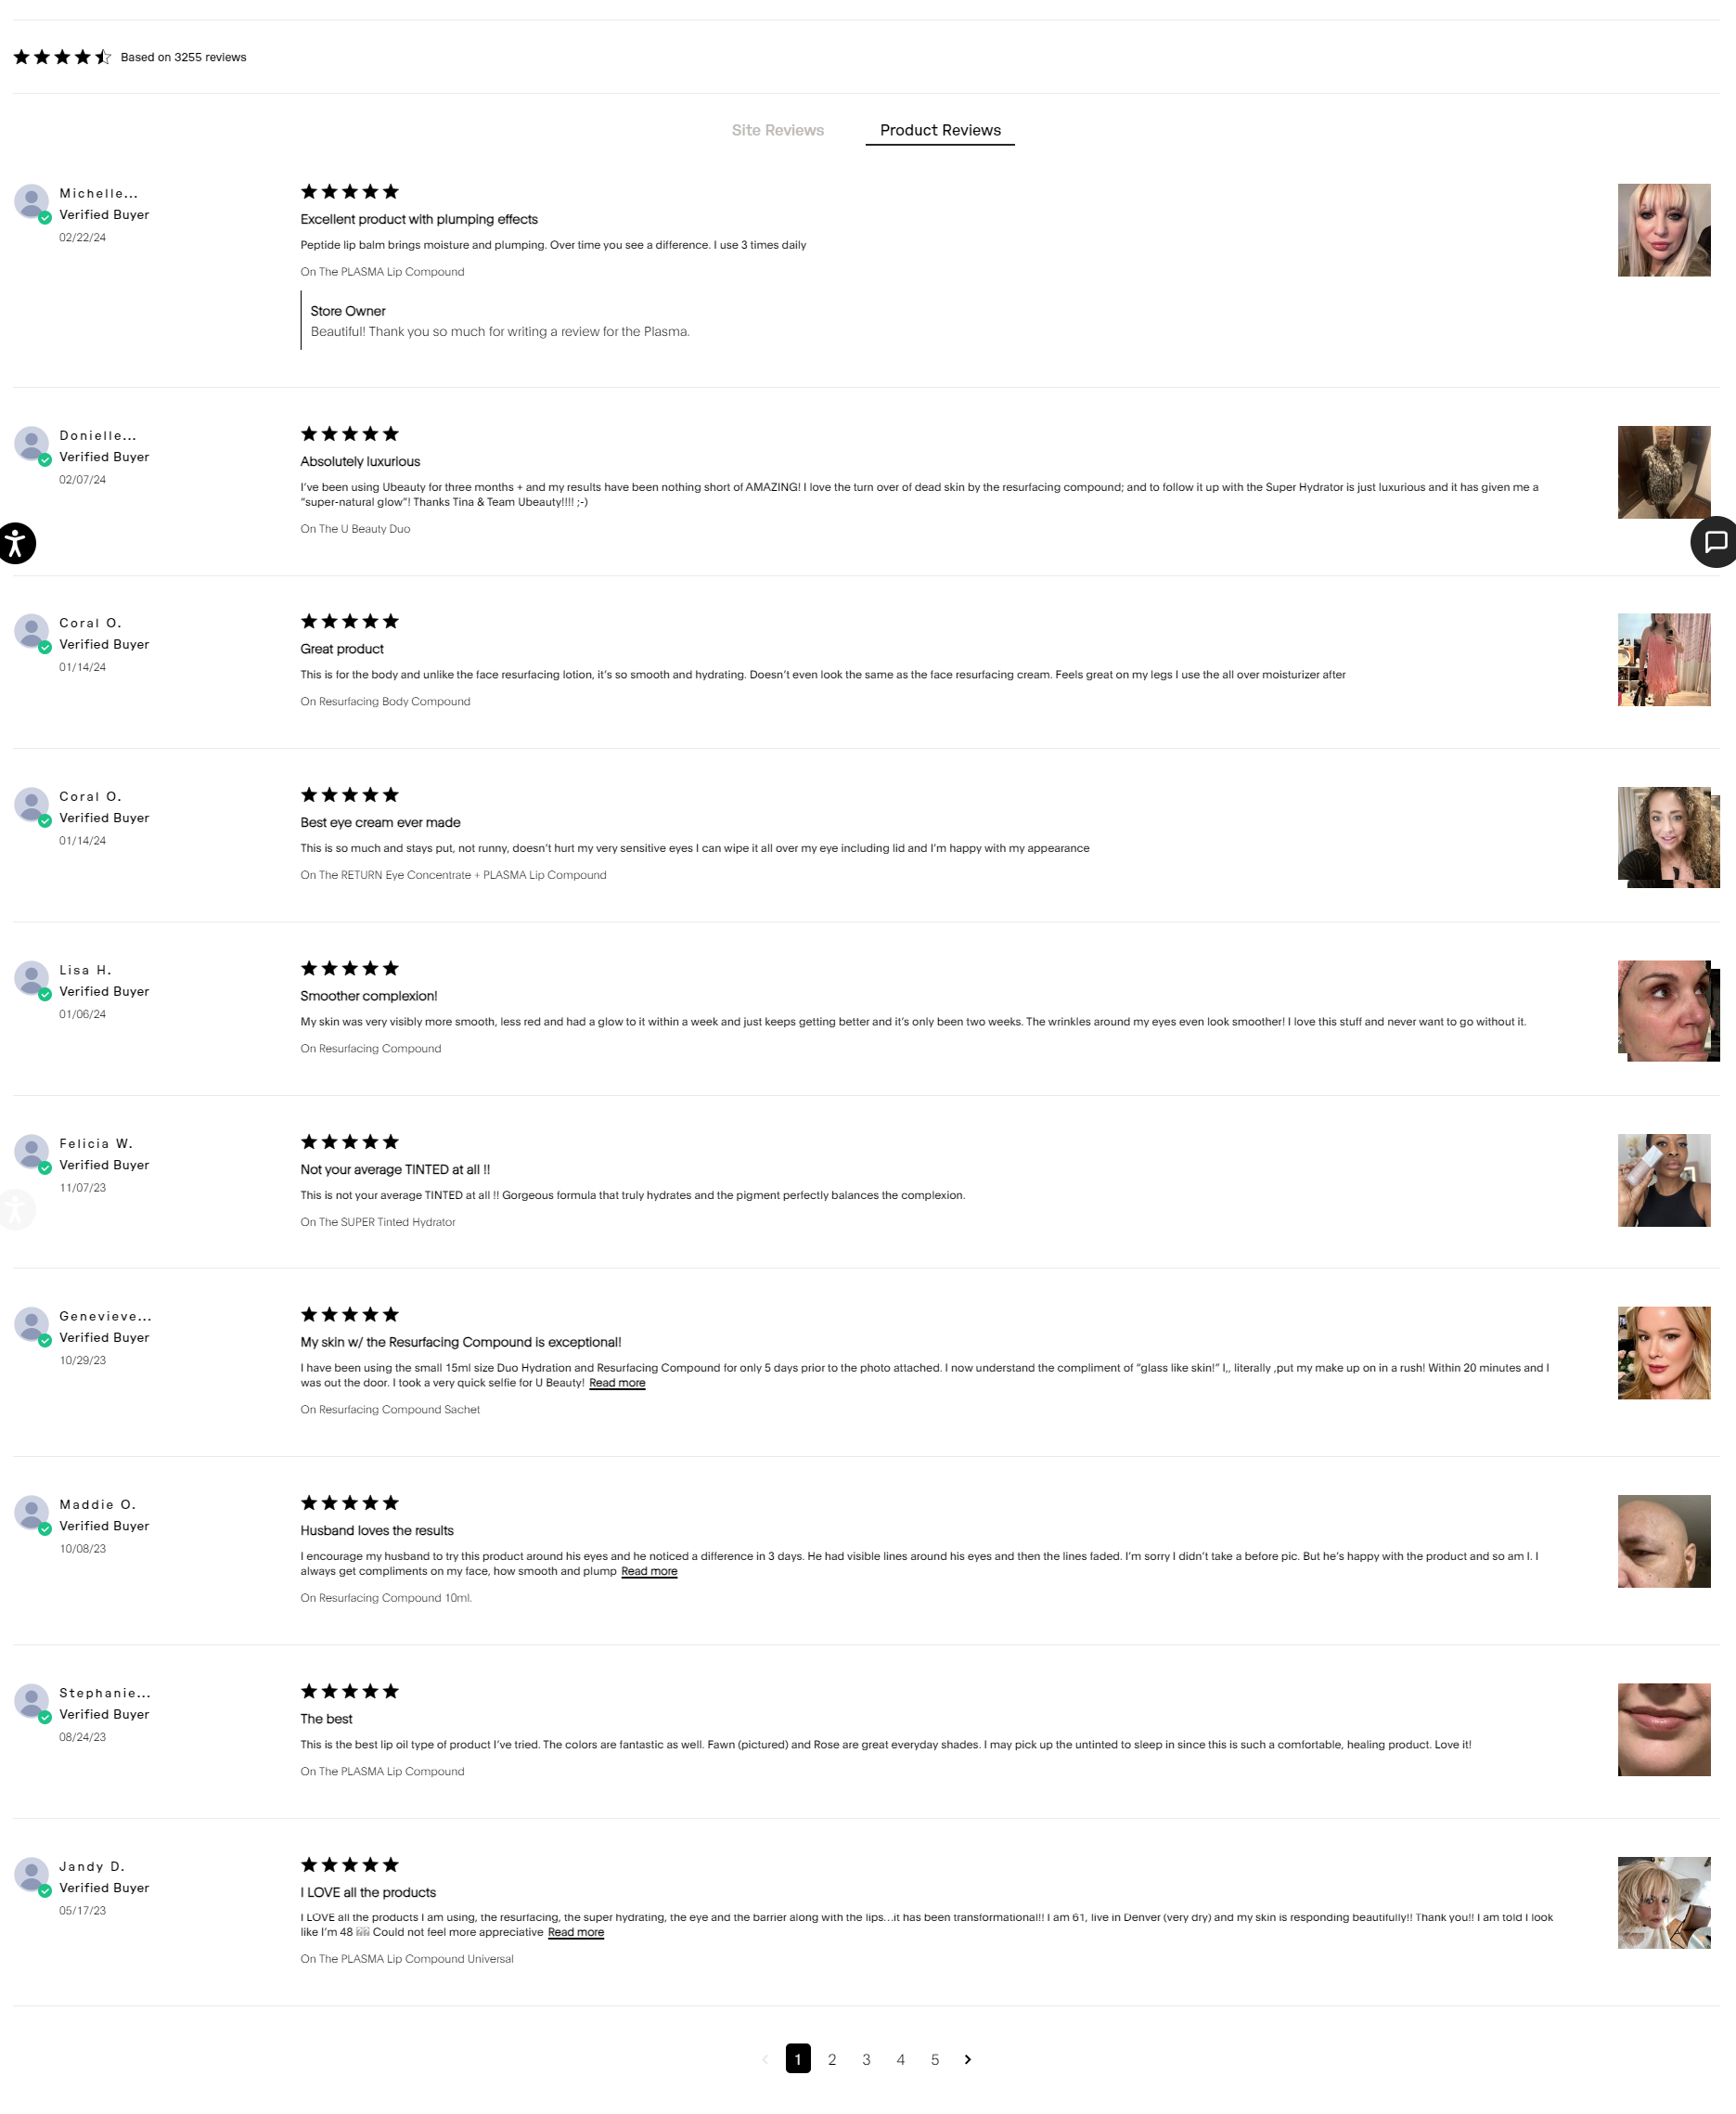 Based on 3255 reviews
Site Reviews
Product Reviews
Michelle...
Verified Buyer
02/22/24
Excellent product with plumping effects
Peptide lip balm brings moisture and plumping. Over time you see a difference. I use 3 times daily
On The PLASMA Lip Compound
Store Owner
Beautiful! Thank you so much for writing a review for the Plasma.
Donielle...
Verified Buyer
02/07/24
Absolutely luxurious
I've been using Ubeauty for three months + and my results have been nothing short of AMAZING! I love the turn over of dead skin by the resurfacing compound; and to follow it up with the Super Hydrator is just luxurious and it has given me a
“super-natural glow”! Thanks Tina & Team Ubeauty!!!! ;-)
On The U Beauty Duo
Coral O.
Verified Buyer
01/14/24
Great product
This is for the body and unlike the face resurfacing lotion, it's so smooth and hydrating. Doesn't even look the same as the face resurfacing cream. Feels great on my legs I use the all over moisturizer after
On Resurfacing Body Compound
Coral O.
Verified Buyer
01/14/24
Best eye cream ever made
This is so much and stays put, not runny, doesn't hurt my very sensitive eyes I can wipe it all over my eye including lid and I'm happy with my appearance
On The RETURN Eye Concentrate + PLASMA Lip Compound
Lisa H.
Verified Buyer
01/06/24
Smoother complexion!
My skin was very visibly more smooth, less red and had a glow to it within a week and just keeps getting better and it's only been two weeks. The wrinkles around my eyes even look smoother! I love this stuff and never want to go without it.
On Resurfacing Compound
Felicia W.
Verified Buyer
11/07/23
Not your average TINTED at all !!
This is not your average TINTED at all !! Gorgeous formula that truly hydrates and the pigment perfectly balances the complexion.
On The SUPER Tinted Hydrator
Genevieve...
Verified Buyer
10/29/23
My skin w/ the Resurfacing Compound is exceptional!
I have been using the small 15ml size Duo Hydration and Resurfacing Compound for only 5 days prior to the photo attached. I now understand the compliment of “glass like skin!” I,, literally ,put my make up on in a rush! Within 20 minutes and I
was out the door. I took a very quick selfie for U Beauty! Read more
On Resurfacing Compound Sachet
Maddie O.
Verified Buyer
10/08/23
Husband loves the results
I encourage my husband to try this product around his eyes and he noticed a difference in 3 days. He had visible lines around his eyes and then the lines faded. I'm sorry I didn't take a before pic. But he's happy with the product and so am I. I
always get compliments on my face, how smooth and plump Read more
On Resurfacing Compound 10ml.
Stephanie...
Verified Buyer
08/24/23
The best
This is the best lip oil type of product I've tried. The colors are fantastic as well. Fawn (pictured) and Rose are great everyday shades. I may pick up the untinted to sleep in since this is such a comfortable, healing product. Love it!
On The PLASMA Lip Compound
Jandy D.
Verified Buyer
05/17/23
I LOVE all the products
I LOVE all the products I am using, the resurfacing, the super hydrating, the eye and the barrier along with the lips...it has been transformational!! I am 61, live in Denver (very dry) and my skin is responding beautifully!! Thank you!! I am told I look
like I'm 48 Could not feel more appreciative Read more
On The PLASMA Lip Compound Universal
1 2 3 4 5